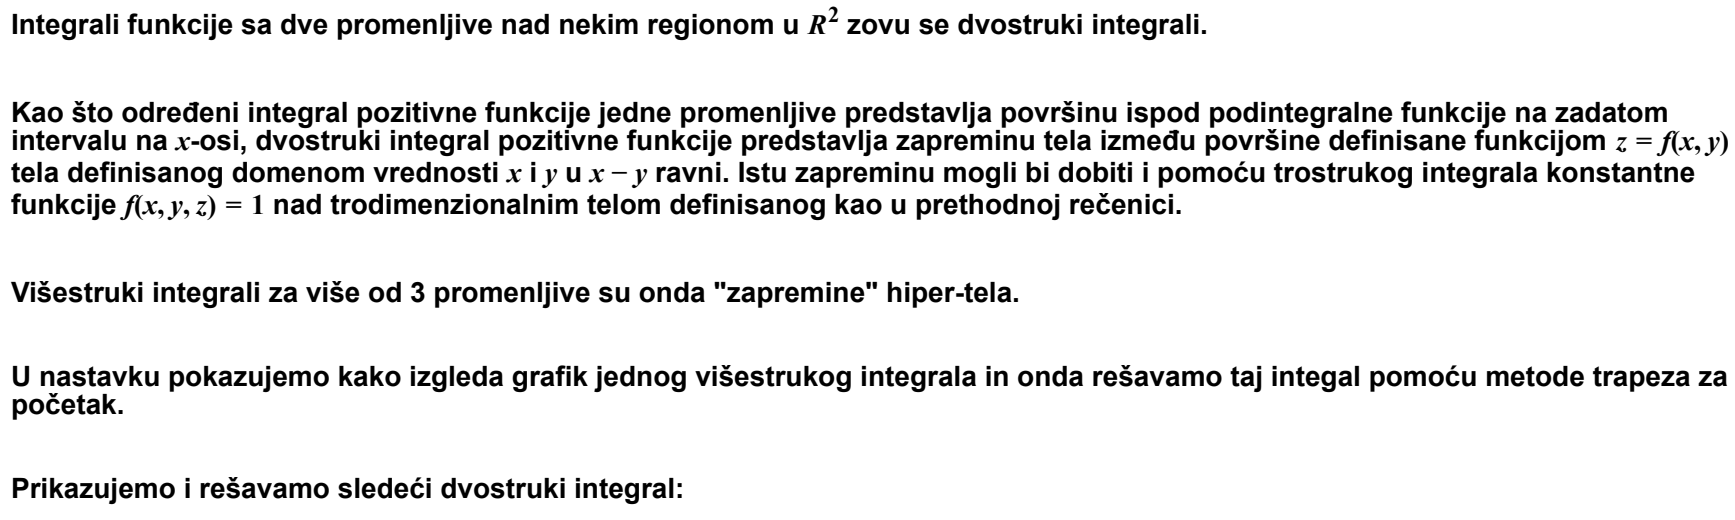 Integrali funkcije sa dve promenljive nad nekim regionom u R² zovu se dvostruki integrali.
Kao što određeni integral pozitivne funkcije jedne promenljive predstavlja površinu ispod podintegralne funkcije na zadatom
intervalu na x-osi, dvostruki integral pozitivne funkcije predstavlja zapreminu tela između površine definisane funkcijom z = f(x, y)
tela definisanog domenom vrednosti x i y u x − y ravni. Istu zapreminu mogli bi dobiti i pomoću trostrukog integrala konstantne
funkcije f(x, y, z) = 1 nad trodimenzionalnim telom definisanog kao u prethodnoj rečenici.
Višestruki integrali za više od 3 promenljive su onda "zapremine" hiper-tela.
U nastavku pokazujemo kako izgleda grafik jednog višestrukog integrala in onda rešavamo taj integal pomoću metode trapeza za
početak.
Prikazujemo i rešavamo sledeći dvostruki integral: